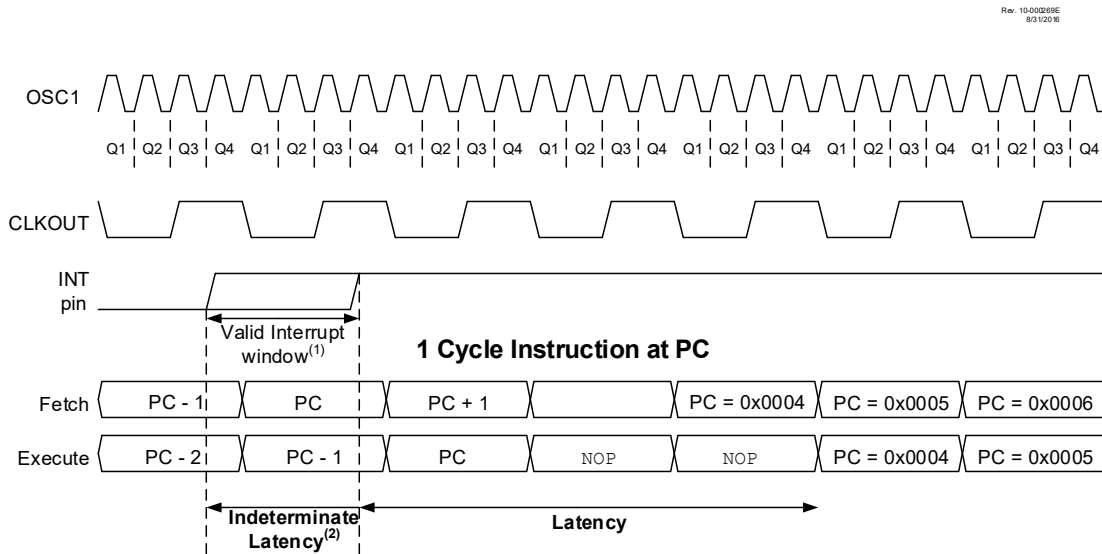 Rev. 10-000269E
8/31/2016
OSC1
Q1 Q2 Q3 Q4 Q1 Q2 Q3 Q4 Q1 Q2 Q3 Q4 Q1 Q2 Q3 Q4 Q1 Q2 Q3 Q4 Q1 Q2 Q3 Q4 Q1 Q2 Q3 Q4
CLKOUT
INT
pin
Valid Interrupt
window(1)
1 Cycle Instruction at PC
Fetch PC - 1 PC PC + 1 PC = 0x0004 PC = 0x0005 PC = 0x0006
Execute PC - 2 PC - 1 PC NOP NOP PC = 0x0004 PC = 0x0005
Indeterminate
Latency(2)
Latency